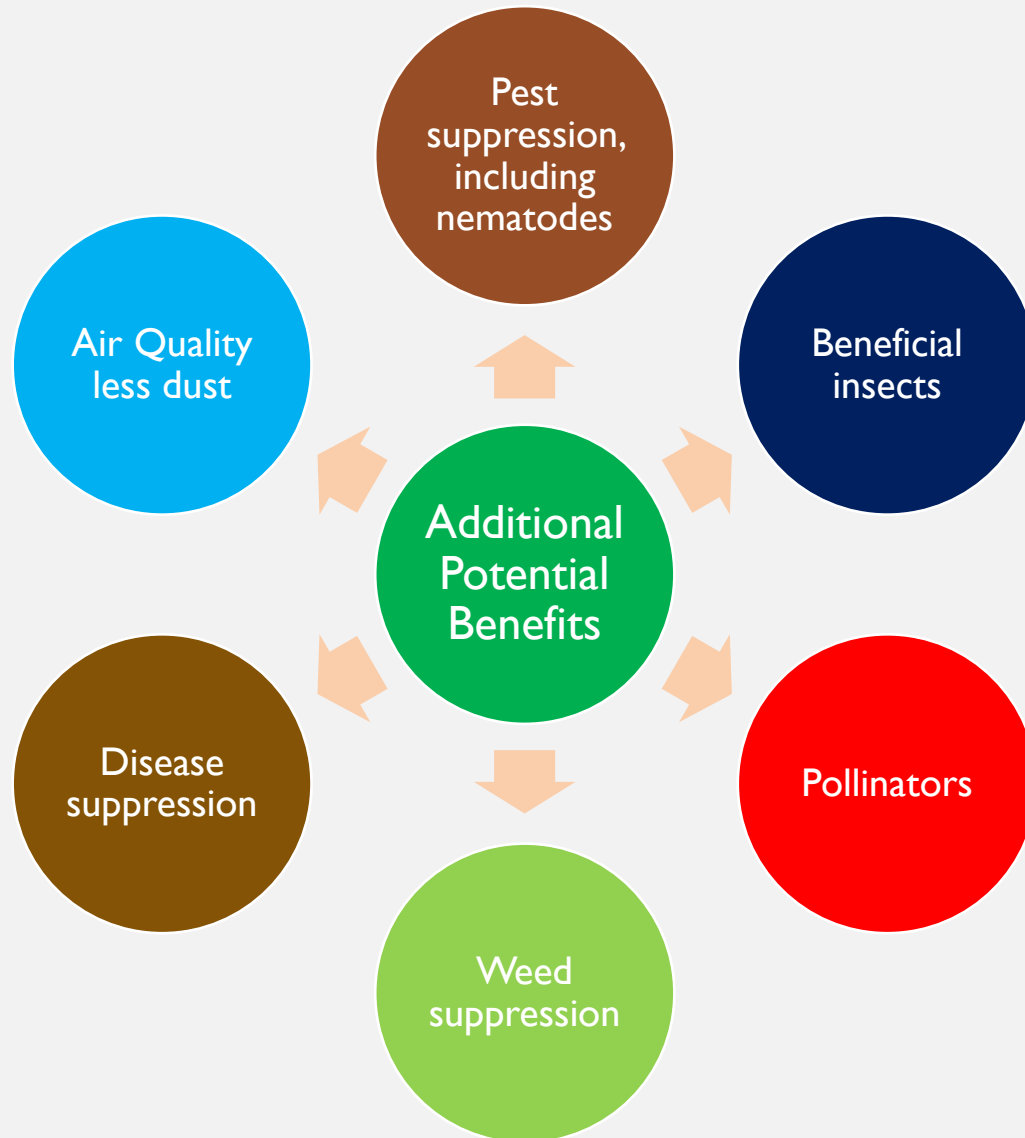 Pest
suppression,
including
nematodes
Air Quality
less dust
Beneficial
insects
Additional
Potential
Benefits
Disease
suppression
Pollinators
Weed
suppression